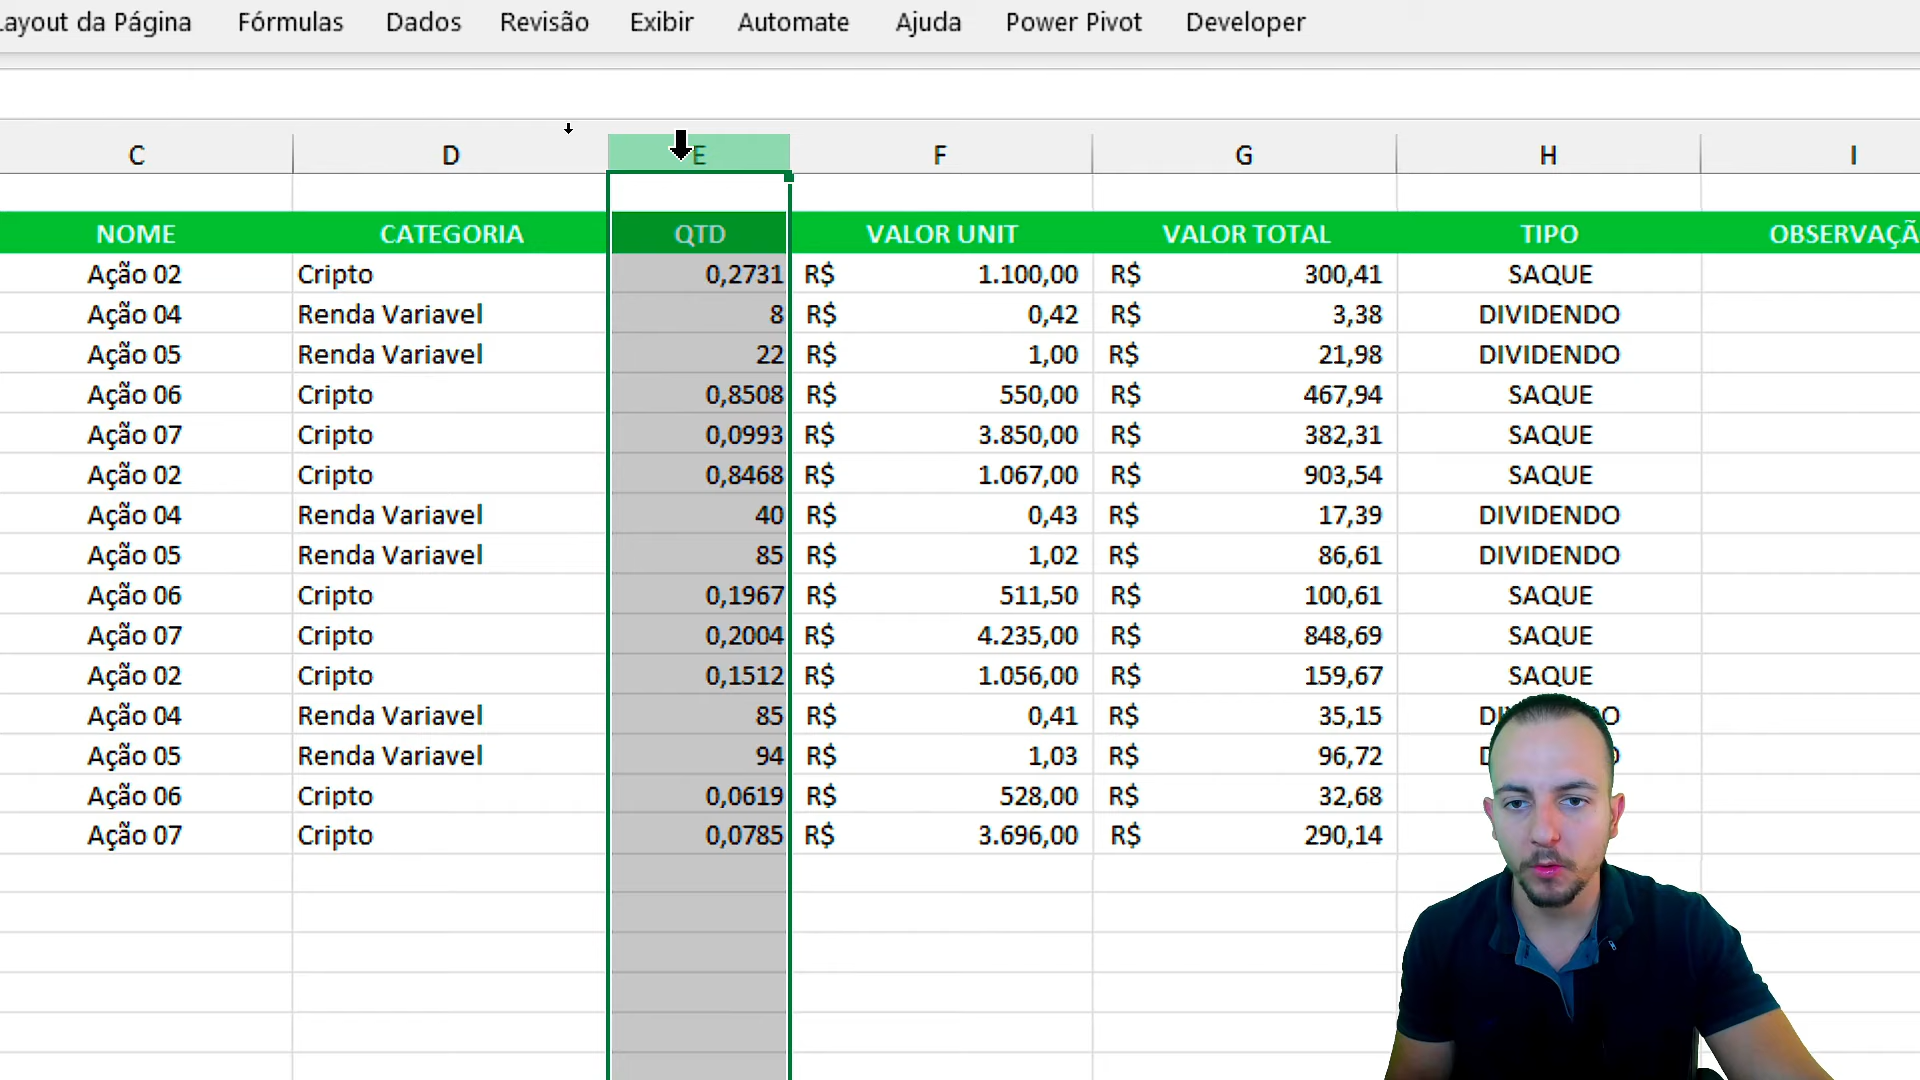 Layout da Página Fórmulas Dados Revisão Exibir Automate Ajuda Power Pivot Developer
C D E F G H I
NOME CATEGORIA QTD VALOR UNIT VALOR TOTAL TIPO OBSERVAÇÃ
Ação 02 Cripto 0,2731 R$ 1.100,00 R$ 300,41 SAQUE
Ação 04 Renda Variavel 8 R$ 0,42 R$ 3,38 DIVIDENDO
Ação 05 Renda Variavel 22 R$ 1,00 R$ 21,98 DIVIDENDO
Ação 06 Cripto 0,8508 R$ 550,00 R$ 467,94 SAQUE
Ação 07 Cripto 0,0993 R$ 3.850,00 R$ 382,31 SAQUE
Ação 02 Cripto 0,8468 R$ 1.067,00 R$ 903,54 SAQUE
Ação 04 Renda Variavel 40 R$ 0,43 R$ 17,39 DIVIDENDO
Ação 05 Renda Variavel 85 R$ 1,02 R$ 86,61 DIVIDENDO
Ação 06 Cripto 0,1967 R$ 511,50 R$ 100,61 SAQUE
Ação 07 Cripto 0,2004 R$ 4.235,00 R$ 848,69 SAQUE
Ação 02 Cripto 0,1512 R$ 1.056,00 R$ 159,67 SAQUE
Ação 04 Renda Variavel 85 R$ 0,41 R$ 35,15
Ação 05 Renda Variavel 94 R$ 1,03 R$ 96,72
Ação 06 Cripto 0,0619 R$ 528,00 R$ 32,68
Ação 07 Cripto 0,0785 R$ 3.696,00 R$ 290,14